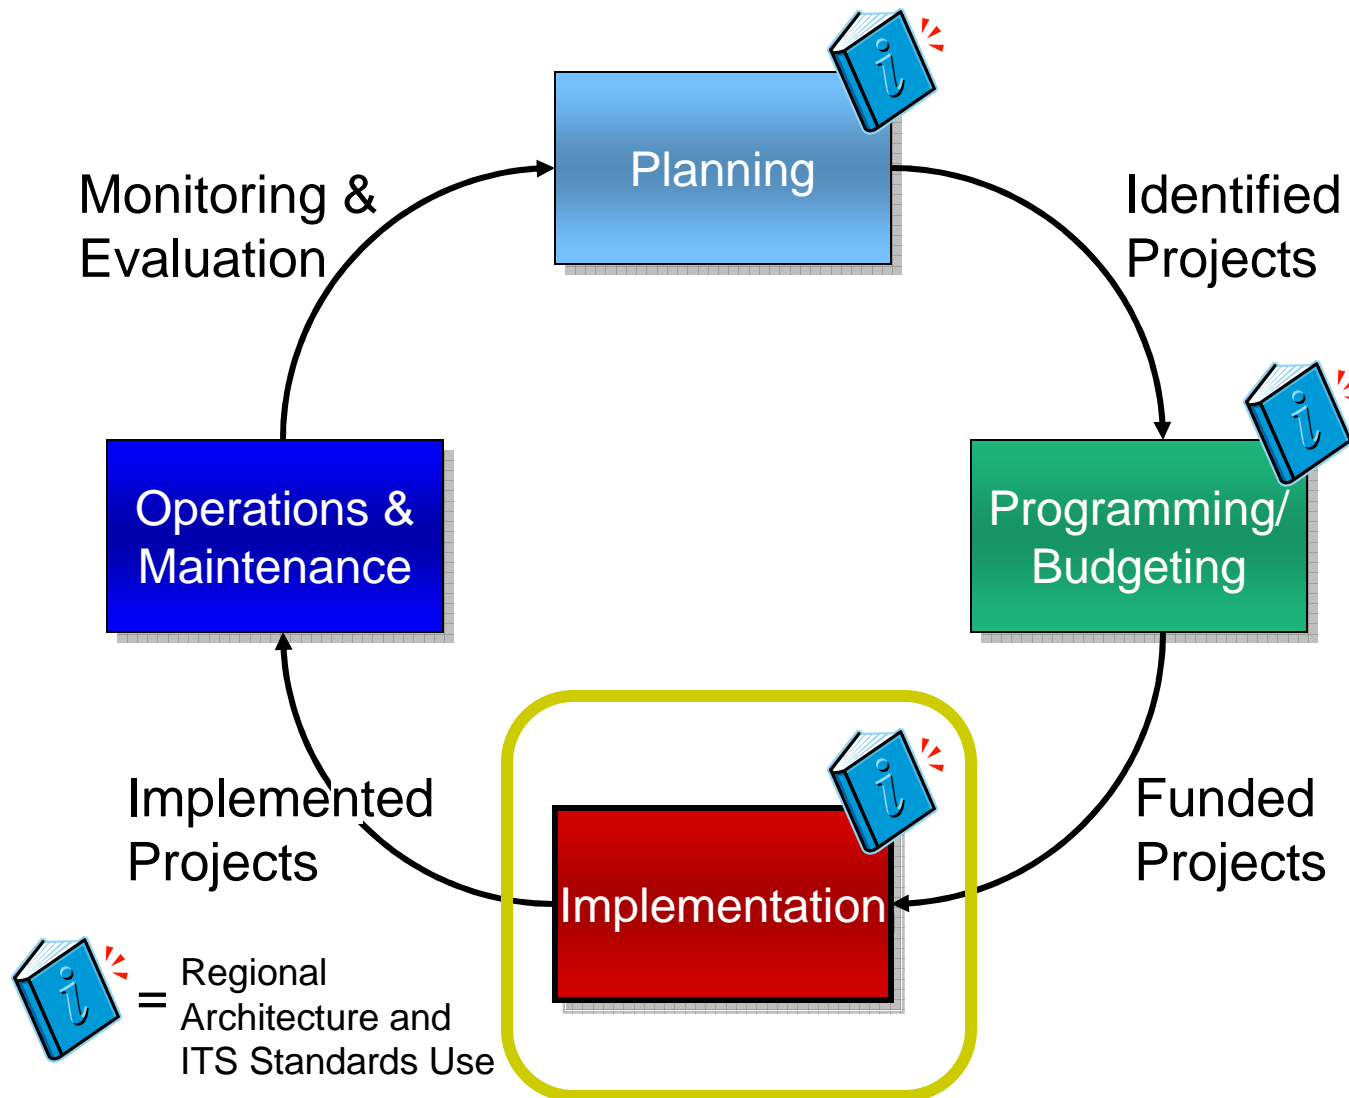 Planning
Monitoring &
Evaluation
Identified
Projects
Operations &
Maintenance
Programming/
Budgeting
Implemented
Projects
Implementation
Funded
Projects
i
i
i
i
= Regional
Architecture and
ITS Standards Use